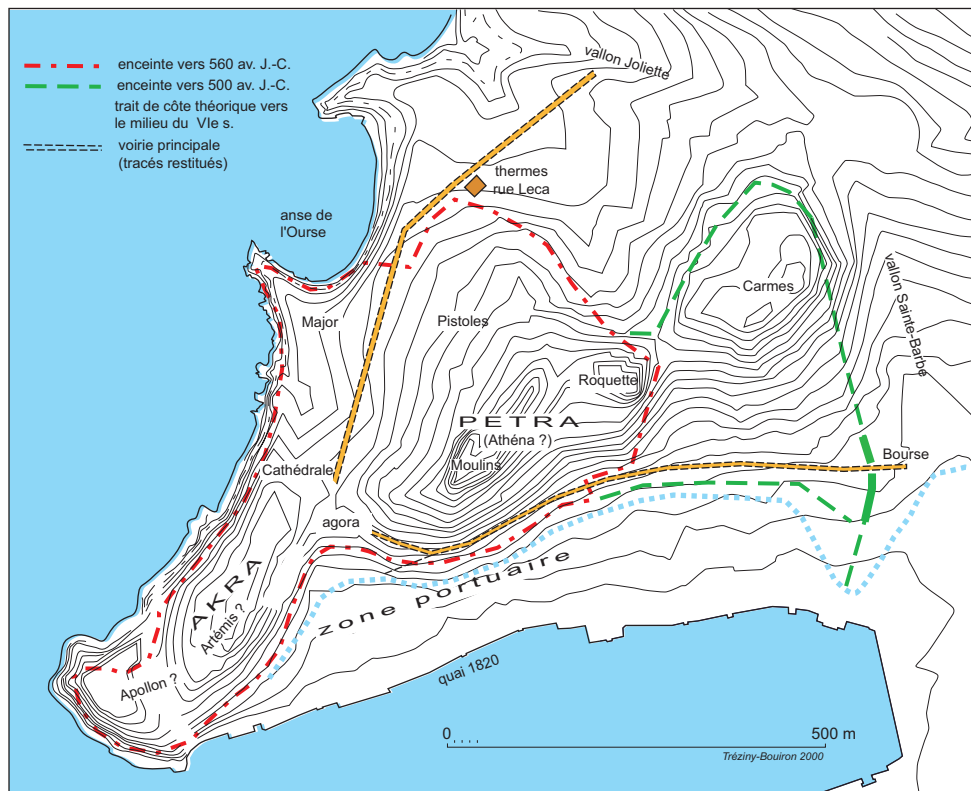 enceinte vers 560 av. J.-C.
enceinte vers 500 av. J.-C.
trait de côte théorique vers
le milieu du VIe s.
voirie principale
(tracés restitués)
vallon Joliette
thermes
rue Leca
anse de
l'Ourse
Carmes
vallon Sainte-Barbe
Major
Pistoles
Roquette
PETRA
(Athéna ?)
Moulins
Bourse
Cathédrale
agora
AKRA
Artémis ?
zone portuaire
Apollon ?
quai 1820
0 500 m
Tréziny-Bouiron 2000